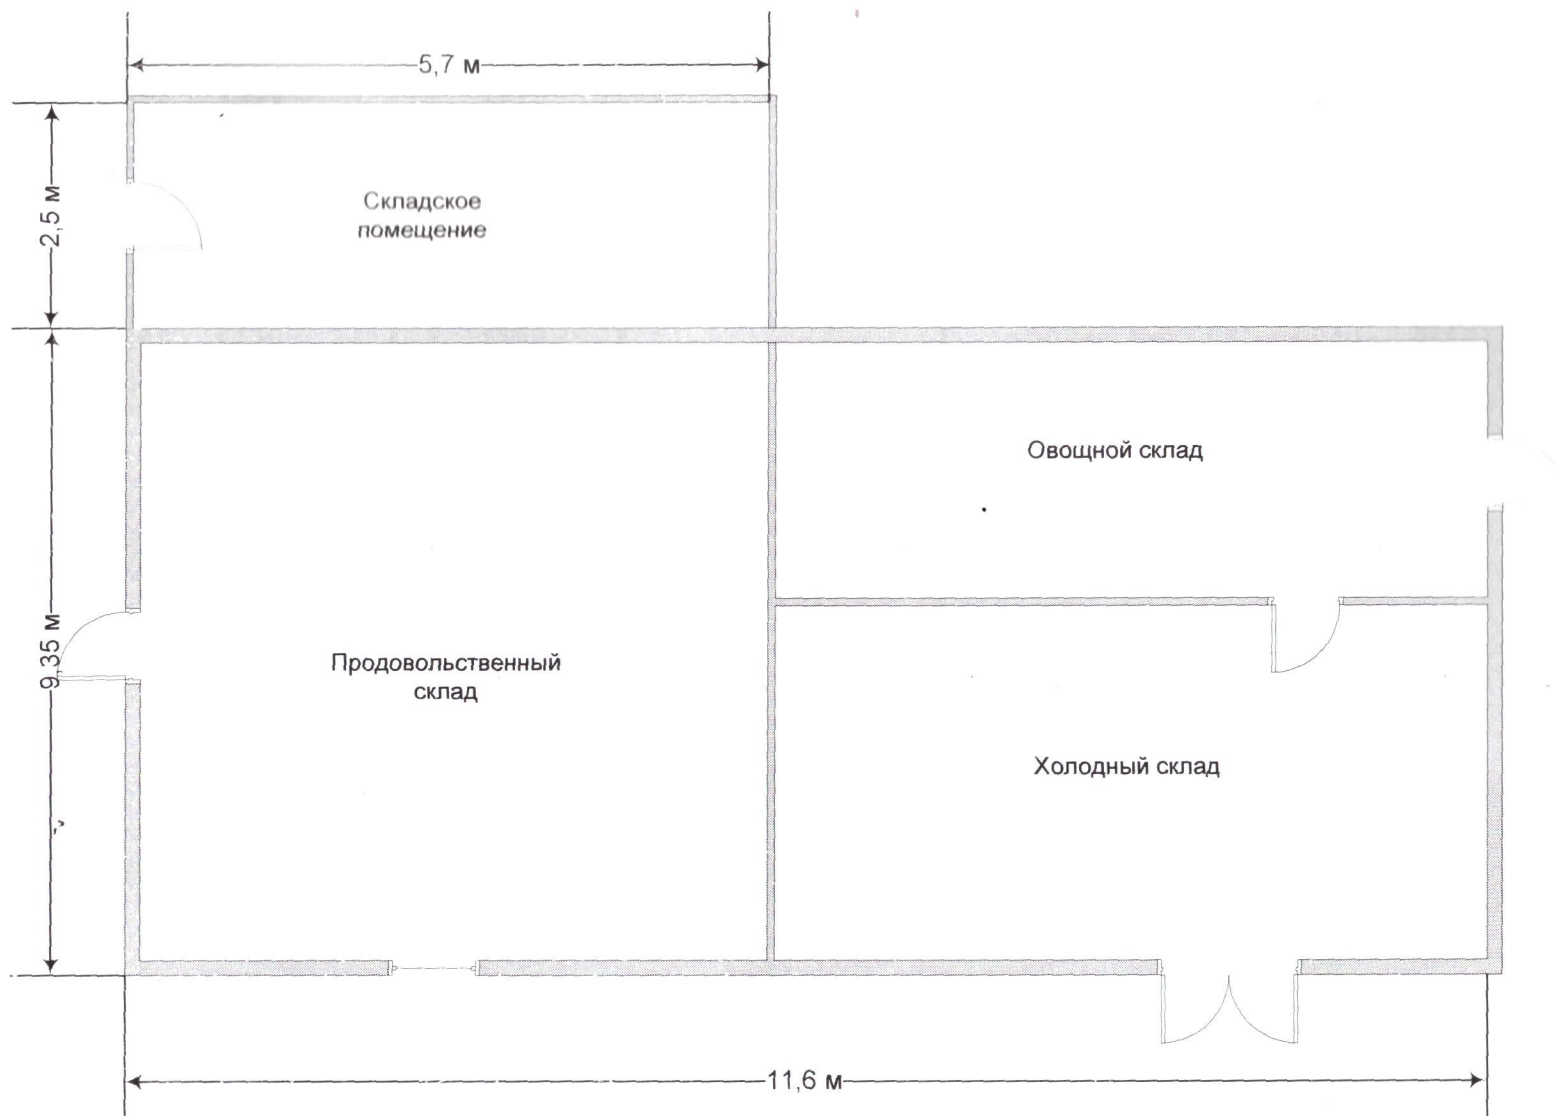 5,7 м
2,5 м
Складское
помещение
Овощной склад
9,35 м
Продовольственный
склад
Холодный склад
11,6 м